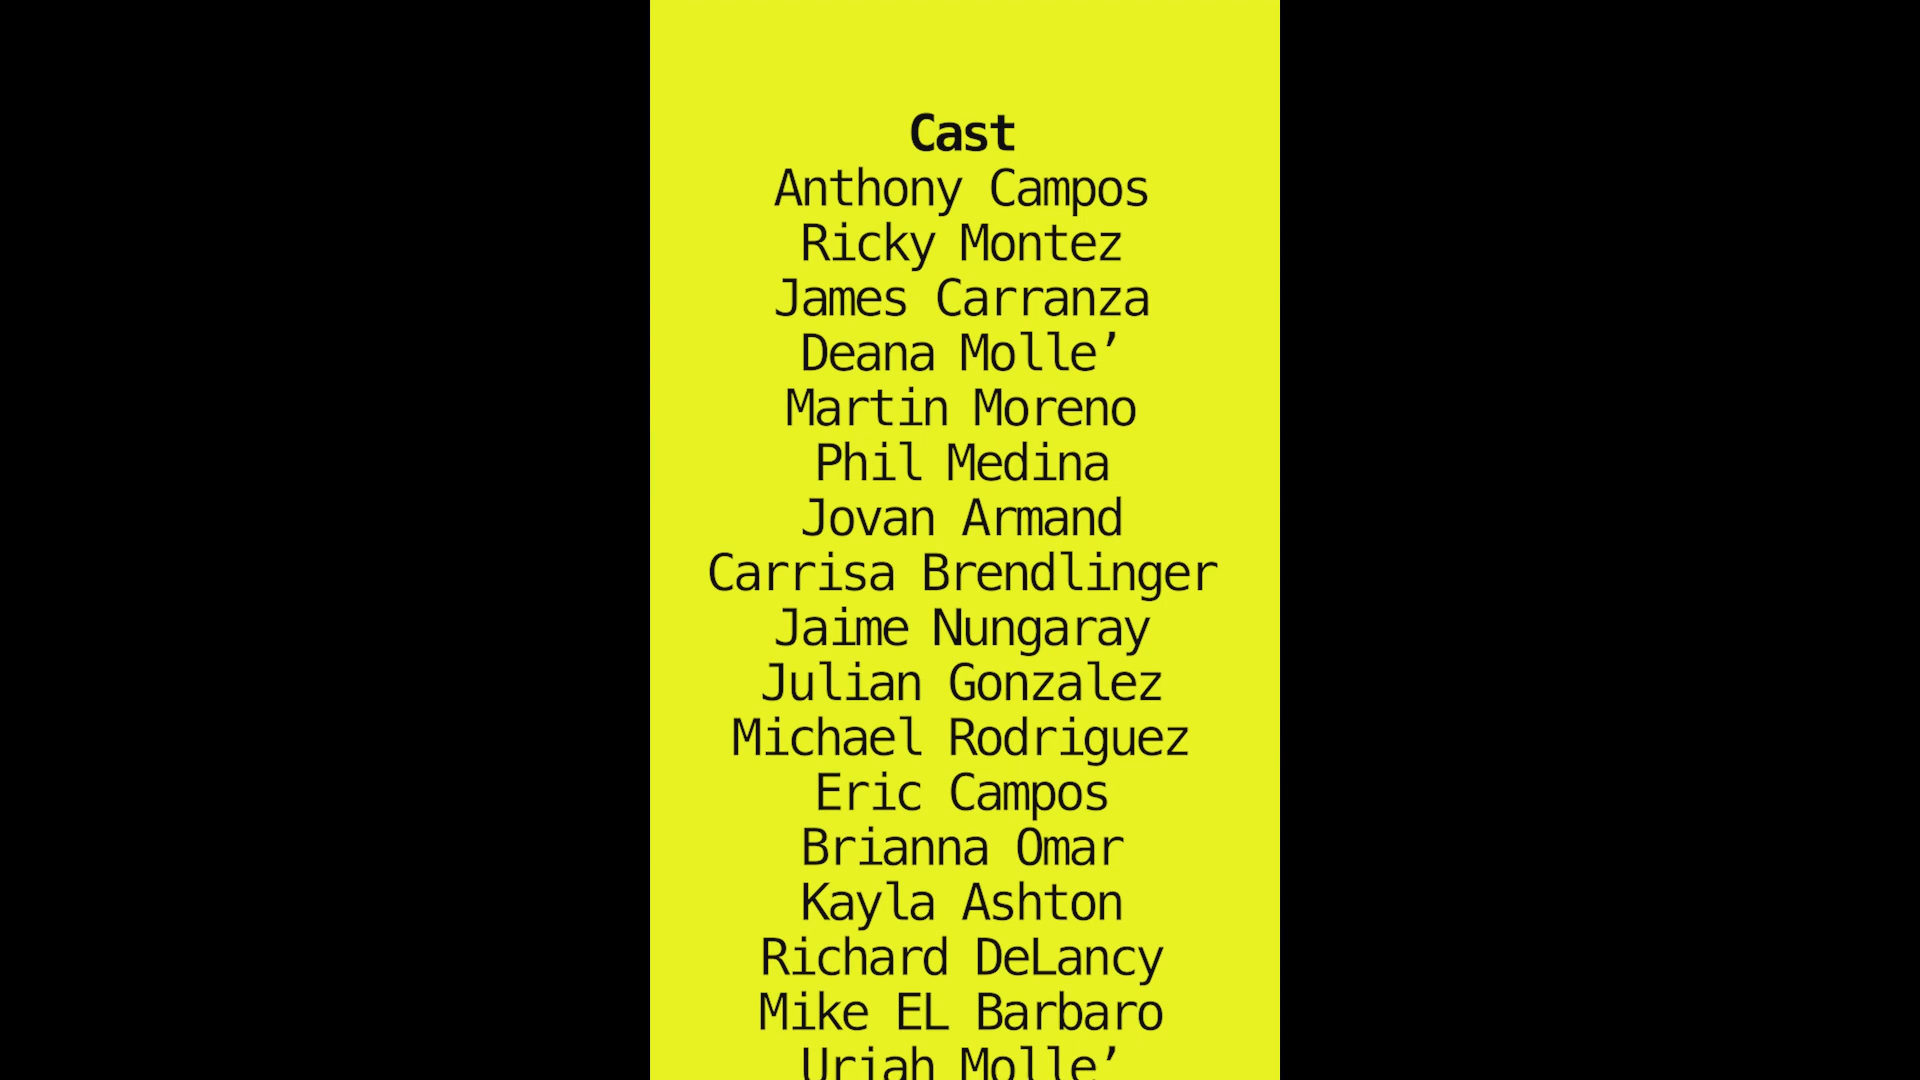 Cast
Anthony Campos
Ricky Montez
James Carranza
Deana Molle’
Martin Moreno
Phil Medina
Jovan Armand
Carrisa Brendlinger
Jaime Nungaray
Julian Gonzalez
Michael Rodriguez
Eric Campos
Brianna Omar
Kayla Ashton
Richard DeLancy
Mike EL Barbaro
Uriah Molle’